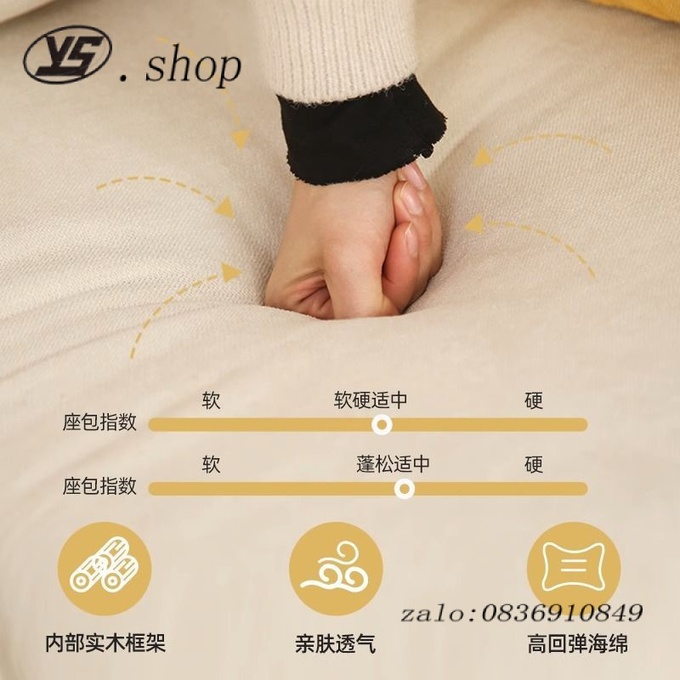 YS . shop
软 软硬适中 硬
座包指数
软 蓬松适中 硬
座包指数
zalo:0836910849
内部实木框架 亲肤透气 高回弹海绵